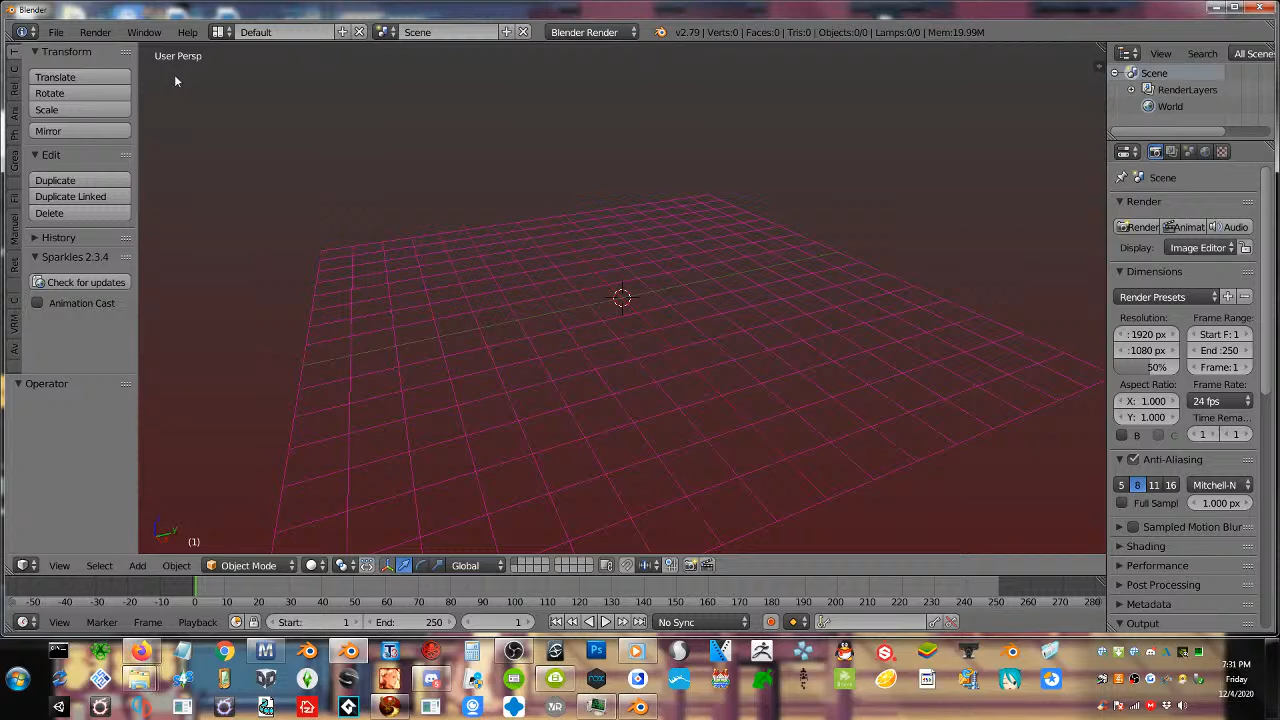 Blender
File Render Window Help Default Scene Blender Render v2.79 | Verts:0 | Faces:0 | Tris:0 | Objects:0/0 | Lamps:0/0 | Mem:19.99M
Transform
Translate
Rotate
Scale
Mirror
Edit
Duplicate
Duplicate Linked
Delete
History
Sparkles 2.3.4
Check for updates
Animation Cast
Operator
T
C
Rel
Ani
Ph
Grea
Fil
Manuel
Ret
C
VRM
Av
User Persp
(1)
View Select Add Object Object Mode Global
View Search All Scene
Scene
RenderLayers
World
Scene
Render
Render Animat Audio
Display: Image Editor
Dimensions
Render Presets
Resolution: Frame Range:
: 1920 px Start F: 1
: 1080 px End :250
50% Frame: 1
Aspect Ratio: Frame Rate:
X: 1.000 24 fps
Y: 1.000 Time Rema...
B C 1 1
Anti-Aliasing
5 8 11 16 Mitchell-N
Full Sampl 1.000 px
Sampled Motion Blur
Shading
Performance
Post Processing
Metadata
Output
-50 -40 -30 -20 -10 0 10 20 30 40 50 60 70 80 90 100 110 120 130 140 150 160 170 180 190 200 210 220 230 240 250 260 270 280
View Marker Frame Playback Start: 1 End: 250 1 No Sync
7:31 PM
Friday
12/4/2020